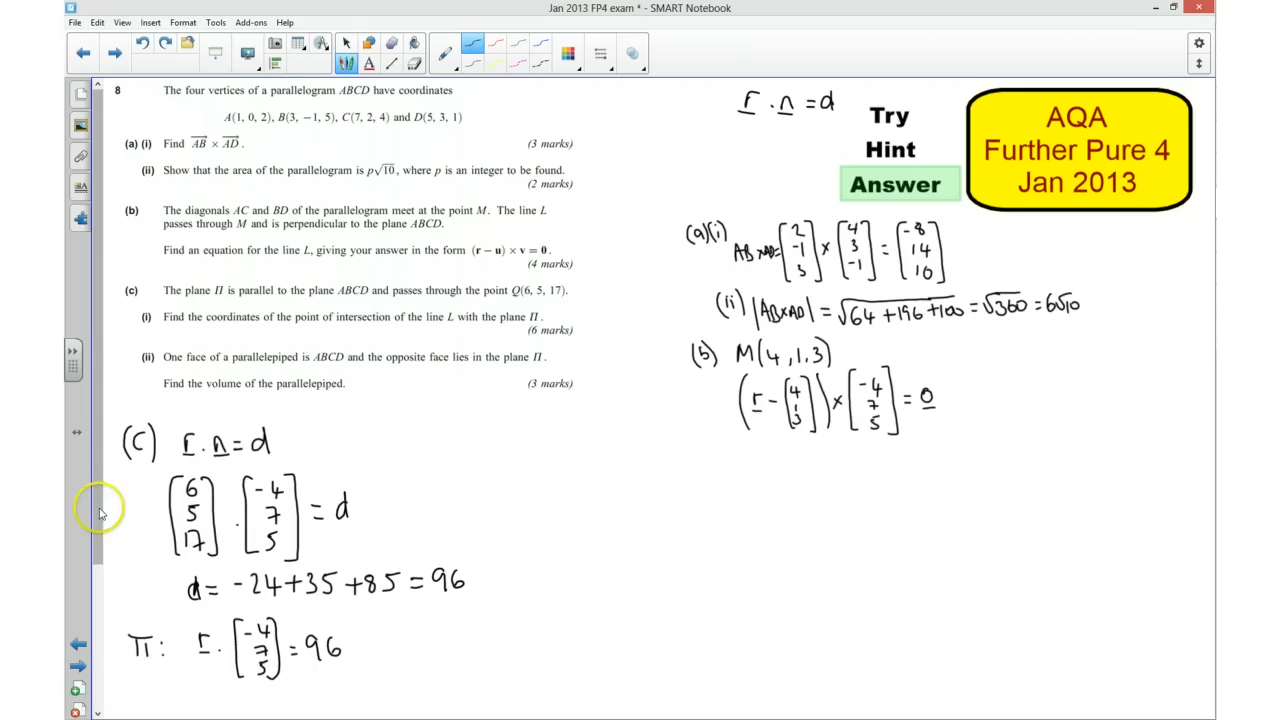 Jan 2013 FP4 exam * - SMART Notebook
File Edit View Insert Format Tools Add-ons Help
8 The four vertices of a parallelogram ABCD have coordinates
A(1, 0, 2), B(3, −1, 5), C(7, 2, 4) and D(5, 3, 1)
(a) (i) Find AB × AD . (3 marks)
(ii) Show that the area of the parallelogram is p√10, where p is an integer to be found.
(2 marks)
(b) The diagonals AC and BD of the parallelogram meet at the point M. The line L
passes through M and is perpendicular to the plane ABCD.
Find an equation for the line L, giving your answer in the form (r − u) × v = 0.
(4 marks)
(c) The plane Π is parallel to the plane ABCD and passes through the point Q(6, 5, 17).
(i) Find the coordinates of the point of intersection of the line L with the plane Π.
(6 marks)
(ii) One face of a parallelepiped is ABCD and the opposite face lies in the plane Π.
Find the volume of the parallelepiped. (3 marks)
(C) r . n = d
[6 5 17] . [-4 7 5] = d
d = -24+35+85 = 96
Π: r . [-4 7 5] = 96
r . n = d
Try
Hint
Answer
AQA
Further Pure 4
Jan 2013
(a)(i) AB×AD= [2 -1 3] × [4 3 -1] = [-8 14 10]
(ii) |AB×AD| = √64+196+100 = √360 = 6√10
(b) M(4,1,3)
(r - [4 1 3]) × [-4 7 5] = 0